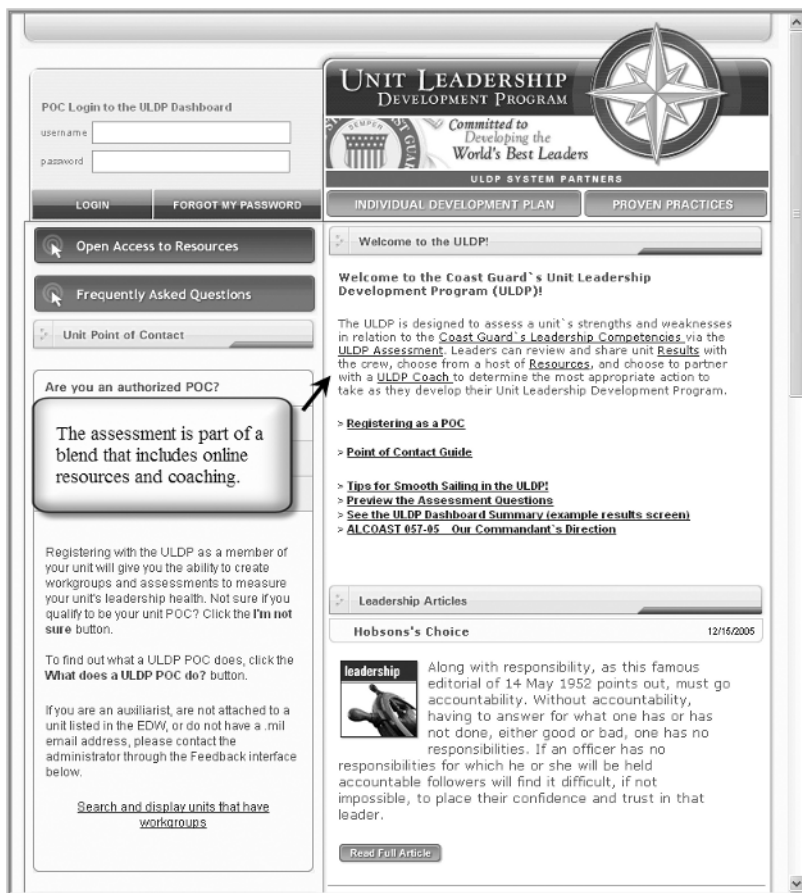 POC Login to the ULDP Dashboard
username
password
LOGIN
FORGOT MY PASSWORD
UNIT LEADERSHIP
DEVELOPMENT PROGRAM
SEMPER
GUAR
Committed to
Developing the
World's Best Leaders
ULDP SYSTEM PARTNERS
INDIVIDUAL DEVELOPMENT PLAN
PROVEN PRACTICES
Open Access to Resources
Frequently Asked Questions
Unit Point of Contact
Are you an authorized POC?
The assessment is part of a
blend that includes online
resources and coaching.
Registering with the ULDP as a member of
your unit will give you the ability to create
workgroups and assessments to measure
your unit's leadership health. Not sure if you
qualify to be your unit POC? Click the I'm not
sure button.
To find out what a ULDP POC does, click the
What does a ULDP POC do? button.
If you are an auxiliarist, are not attached to a
unit listed in the EDW, or do not have a .mil
email address, please contact the
administrator through the Feedback interface
below.
Search and display units that have
workgroups
Welcome to the ULDP!
Welcome to the Coast Guard`s Unit Leadership
Development Program (ULDP)!
The ULDP is designed to assess a unit`s strengths and weaknesses
in relation to the Coast Guard`s Leadership Competencies via the
ULDP Assessment. Leaders can review and share unit Results with
the crew, choose from a host of Resources, and choose to partner
with a ULDP Coach to determine the most appropriate action to
take as they develop their Unit Leadership Development Program.
> Registering as a POC
> Point of Contact Guide
> Tips for Smooth Sailing in the ULDP!
> Preview the Assessment Questions
> See the ULDP Dashboard Summary (example results screen)
> ALCOAST 057-05 Our Commandant`s Direction
Leadership Articles
Hobsons's Choice 12/15/2005
leadership
Along with responsibility, as this famous
editorial of 14 May 1952 points out, must go
accountability. Without accountability,
having to answer for what one has or has
not done, either good or bad, one has no
responsibilities. If an officer has no
responsibilities for which he or she will be held
accountable followers will find it difficult, if not
impossible, to place their confidence and trust in that
leader.
Read Full Article